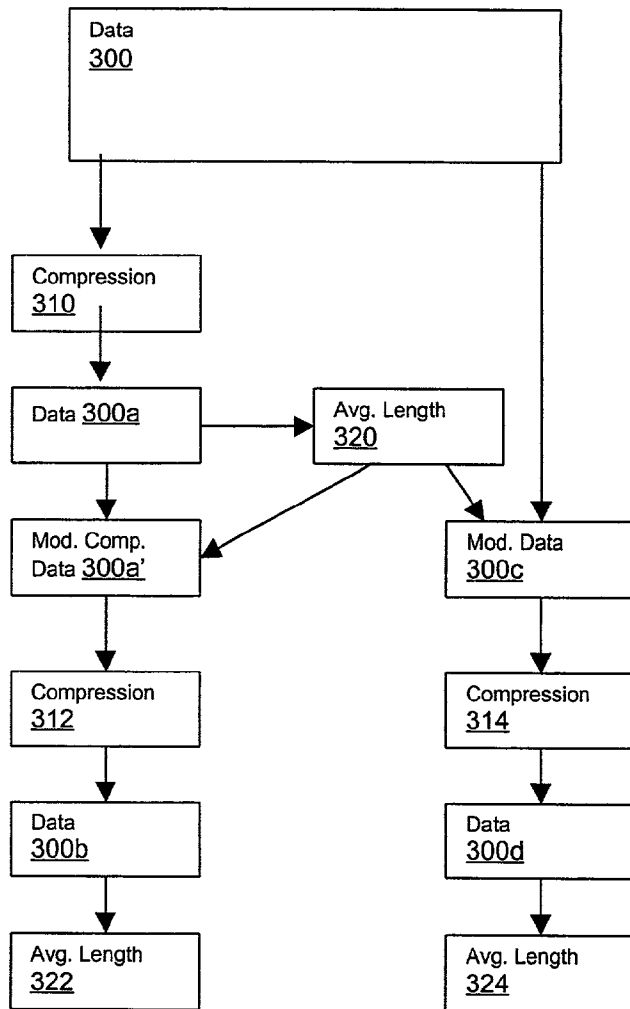 Data
300
Compression
310
Data 300a
Avg. Length
320
Mod. Comp.
Data 300a'
Mod. Data
300c
Compression
312
Compression
314
Data
300b
Data
300d
Avg. Length
322
Avg. Length
324